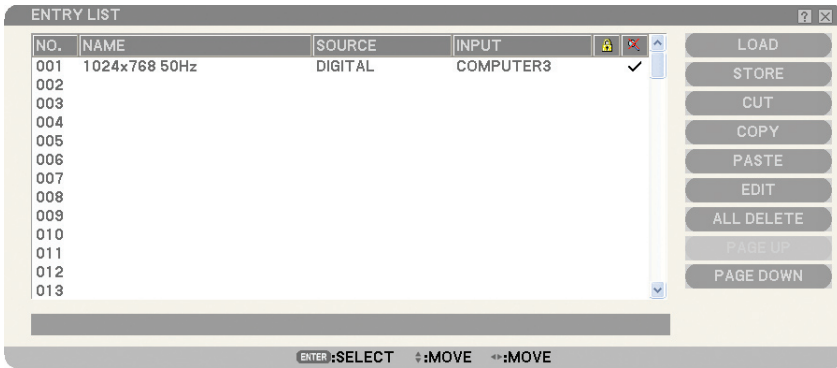 ENTRY LIST
NO. NAME SOURCE INPUT
001 1024x768 50Hz DIGITAL COMPUTER3
002
003
004
005
006
007
008
009
010
011
012
013
LOAD
STORE
CUT
COPY
PASTE
EDIT
ALL DELETE
PAGE UP
PAGE DOWN
ENTER:SELECT :MOVE :MOVE